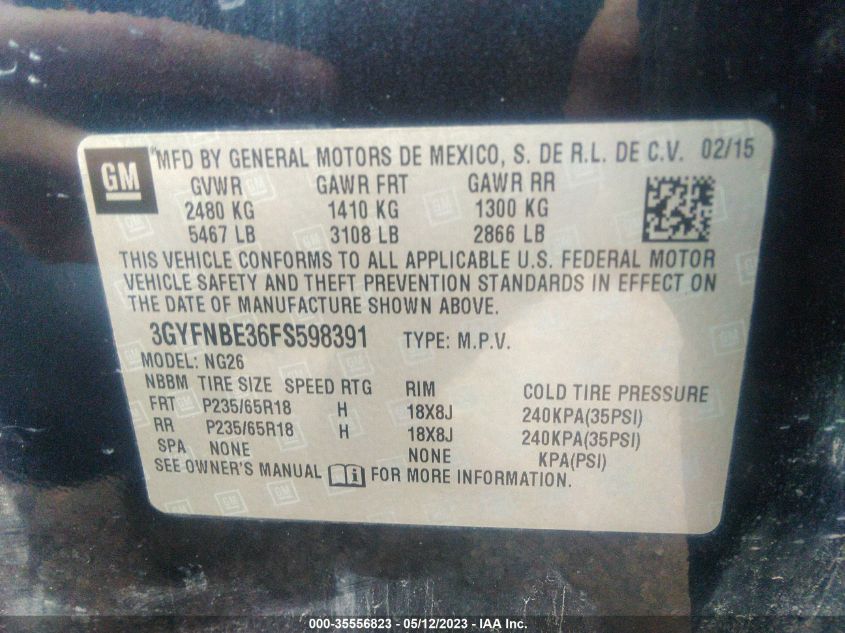 GM
"MFD BY GENERAL MOTORS DE MEXICO, S. DE R.L. DE C.V. 02/15
GVWR GAWR FRT GAWR RR
2480 KG 1410 KG 1300 KG
5467 LB 3108 LB 2866 LB
THIS VEHICLE CONFORMS TO ALL APPLICABLE U.S. FEDERAL MOTOR
VEHICLE SAFETY AND THEFT PREVENTION STANDARDS IN EFFECT ON
THE DATE OF MANUFACTURE SHOWN ABOVE.
3GYFNBE36FS598391 TYPE: M.P.V.
MODEL: NG26
NBBM TIRE SIZE SPEED RTG RIM COLD TIRE PRESSURE
FRT P235/65R18 H 18X8J 240KPA(35PSI)
RR P235/65R18 H 18X8J 240KPA(35PSI)
SPA NONE NONE KPA(PSI)
SEE OWNER'S MANUAL FOR MORE INFORMATION.
000-35556823 - 05/12/2023 - IAA Inc.